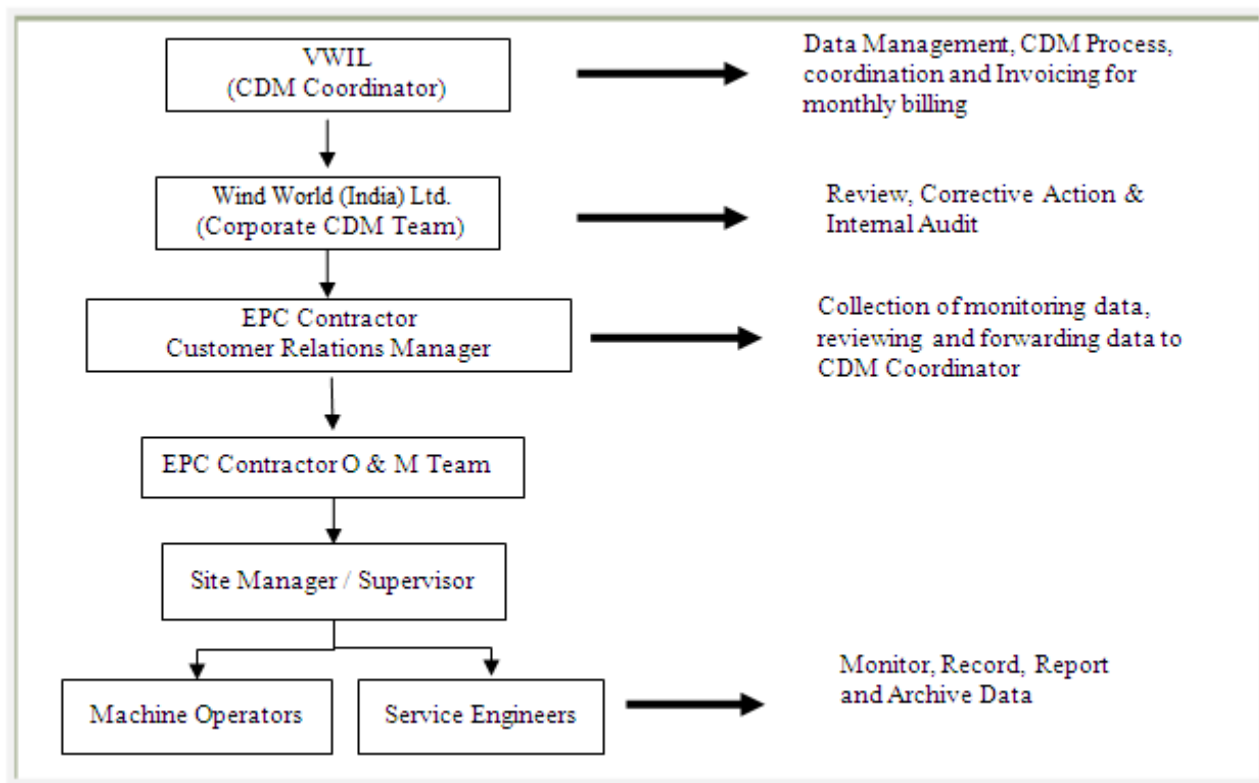 VWIL
(CDM Coordinator)
Data Management, CDM Process,
coordination and Invoicing for
monthly billing
Wind World (India) Ltd.
(Corporate CDM Team)
Review, Corrective Action &
Internal Audit
EPC Contractor
Customer Relations Manager
Collection of monitoring data,
reviewing and forwarding data to
CDM Coordinator
EPC Contractor O & M Team
Site Manager / Supervisor
Machine Operators
Service Engineers
Monitor, Record, Report
and Archive Data